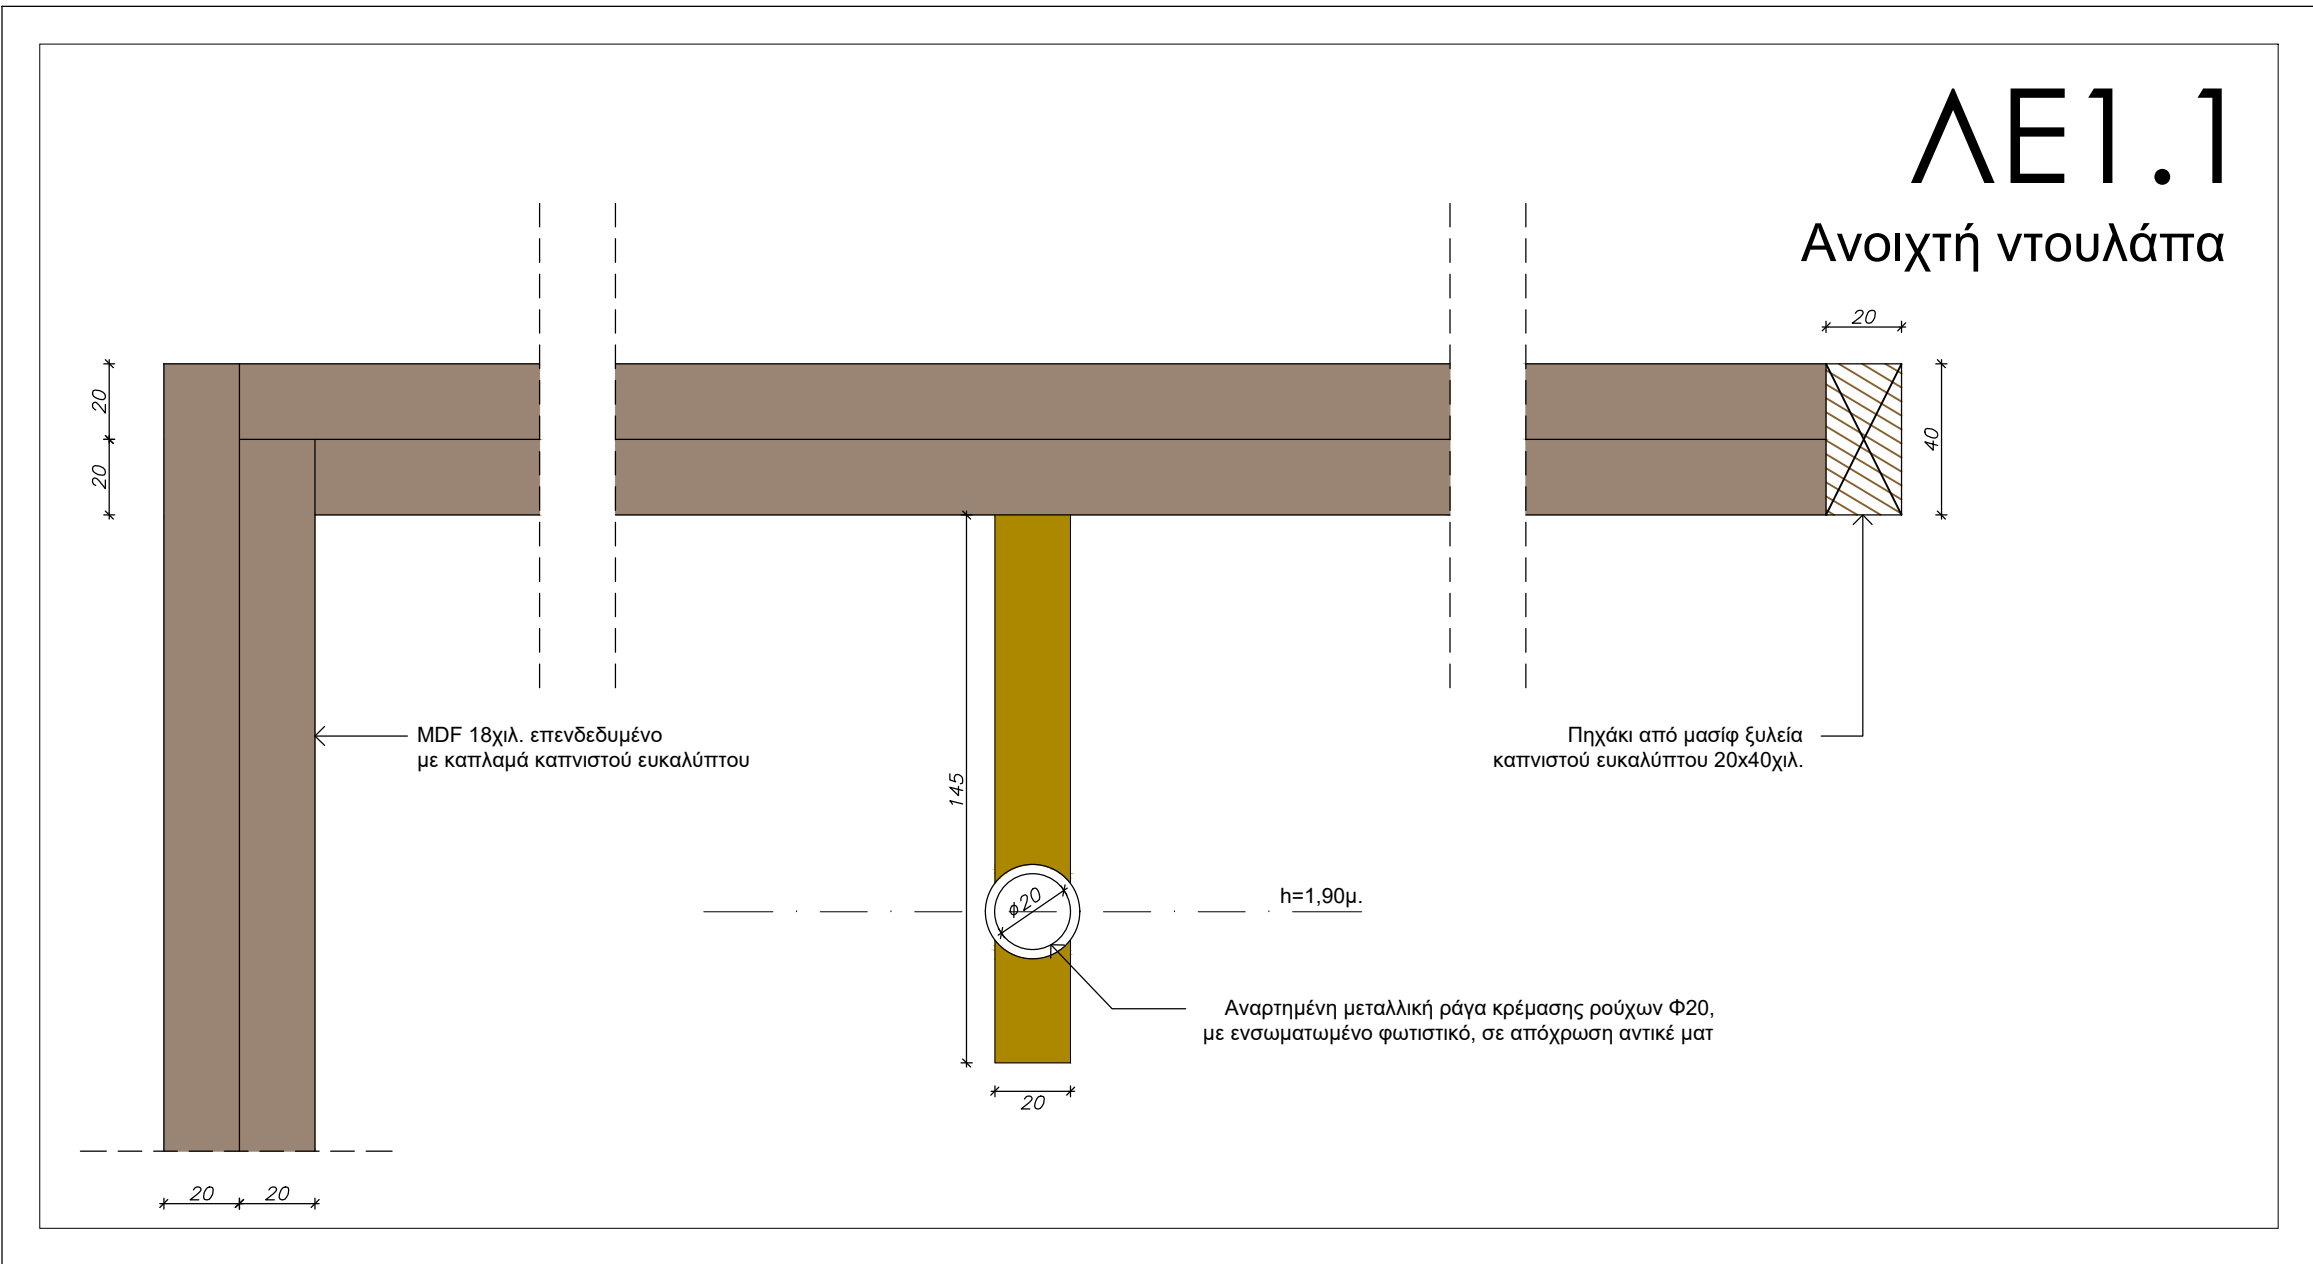 ΛΕ1.1
Ανοιχτή ντουλάπα
20
20
40
20
MDF 18χιλ. επενδεδυμένο
με καπλαμά καπνιστού ευκαλύπτου
Πηχάκι από μασίφ ξυλεία
καπνιστού ευκαλύπτου 20x40χιλ.
145
h=1,90μ.
φ20
Αναρτημένη μεταλλική ράγα κρέμασης ρούχων Φ20,
με ενσωματωμένο φωτιστικό, σε απόχρωση αντικέ ματ
20
20 20